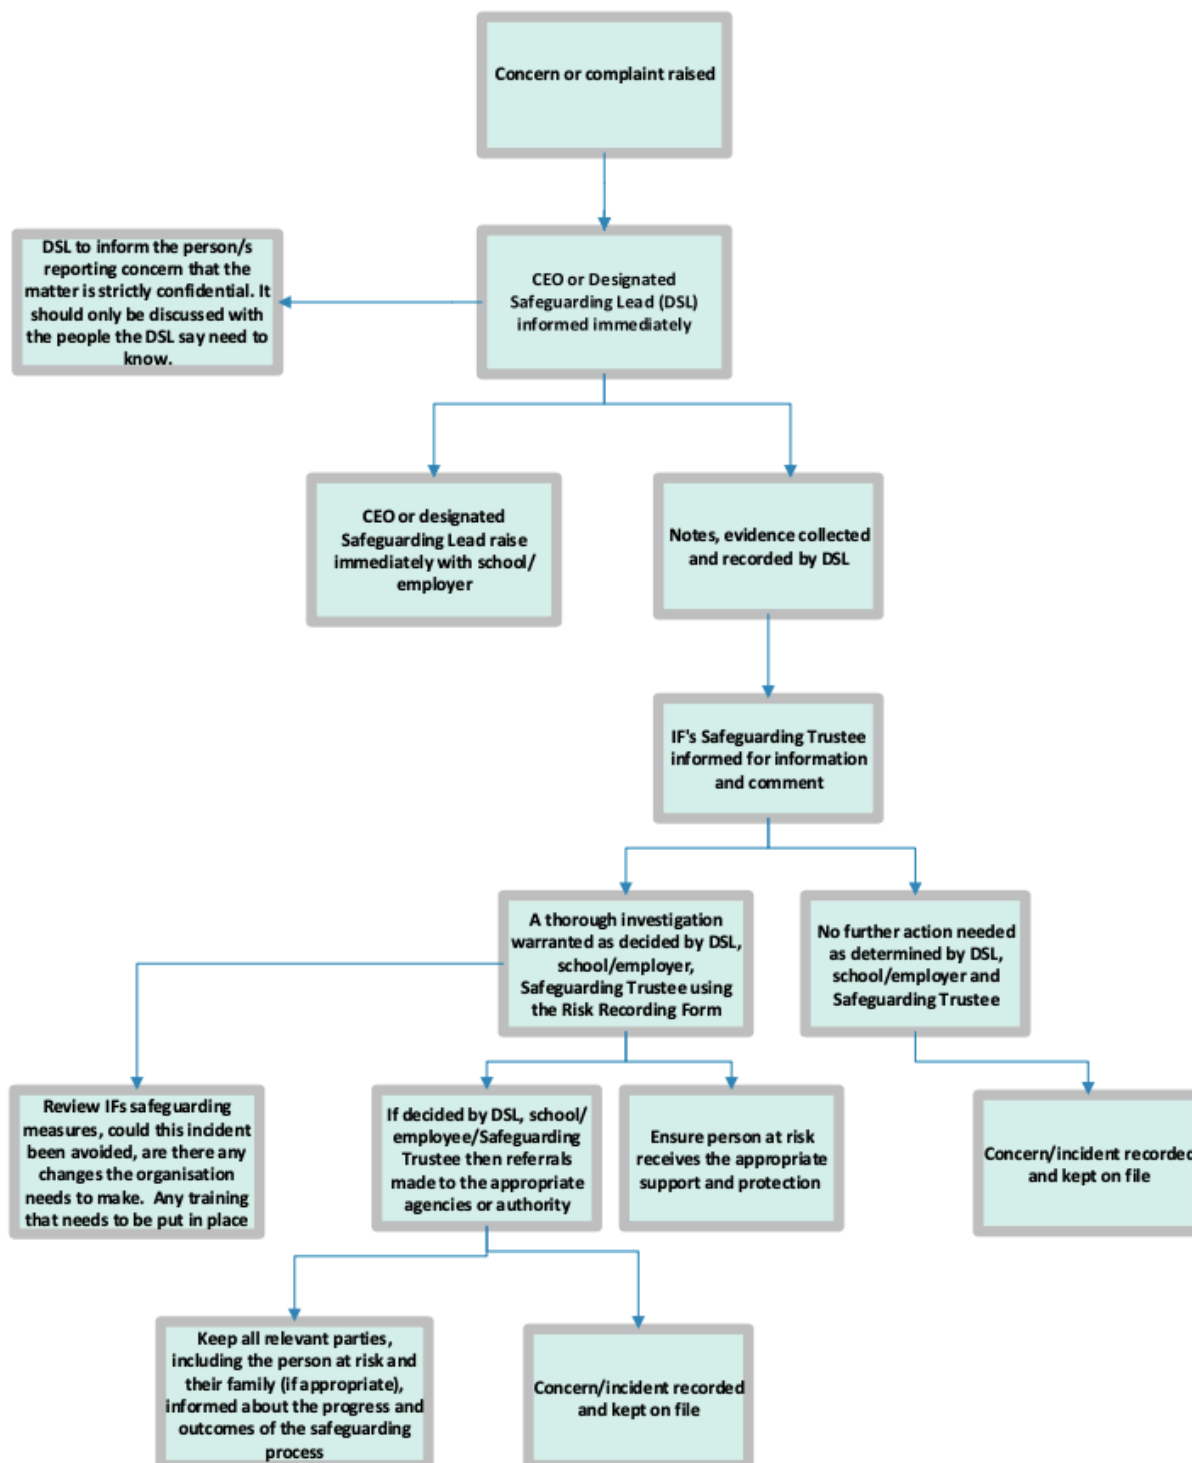 Concern or complaint raised
DSL to inform the person/s
reporting concern that the
matter is strictly confidential. It
should only be discussed with
the people the DSL say need to
know.
CEO or Designated
Safeguarding Lead (DSL)
informed immediately
CEO or designated
Safeguarding Lead raise
immediately with school/
employer
Notes, evidence collected
and recorded by DSL
IF's Safeguarding Trustee
informed for information
and comment
A thorough investigation
warranted as decided by DSL,
school/employer,
Safeguarding Trustee using
the Risk Recording Form
No further action needed
as determined by DSL,
school/employer and
Safeguarding Trustee
Review IFs safeguarding
measures, could this incident
been avoided, are there any
changes the organisation
needs to make.  Any training
that needs to be put in place
If decided by DSL, school/
employee/Safeguarding
Trustee then referrals
made to the appropriate
agencies or authority
Ensure person at risk
receives the appropriate
support and protection
Concern/incident recorded
and kept on file
Keep all relevant parties,
including the person at risk and
their family (if appropriate),
informed about the progress and
outcomes of the safeguarding
process
Concern/incident recorded
and kept on file